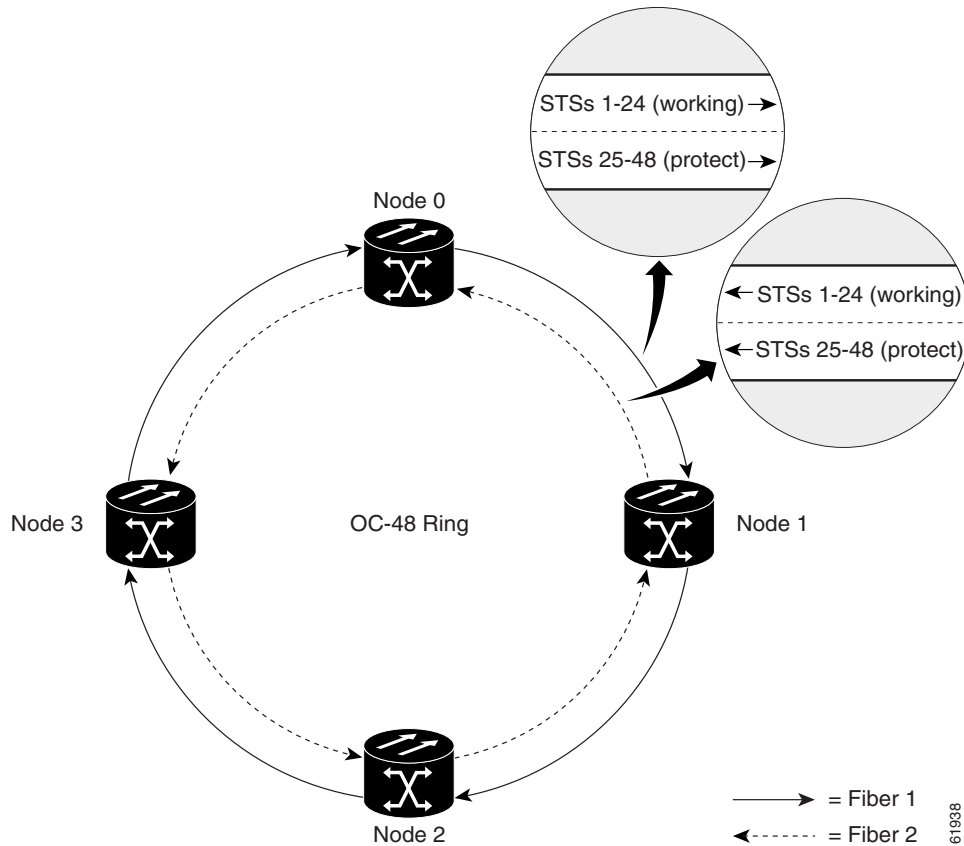 STSs 1-24 (working)
STSs 25-48 (protect)
Node 0
STSs 1-24 (working)
STSs 25-48 (protect)
Node 3
OC-48 Ring
Node 1
Node 2
= Fiber 1
= Fiber 2
61938